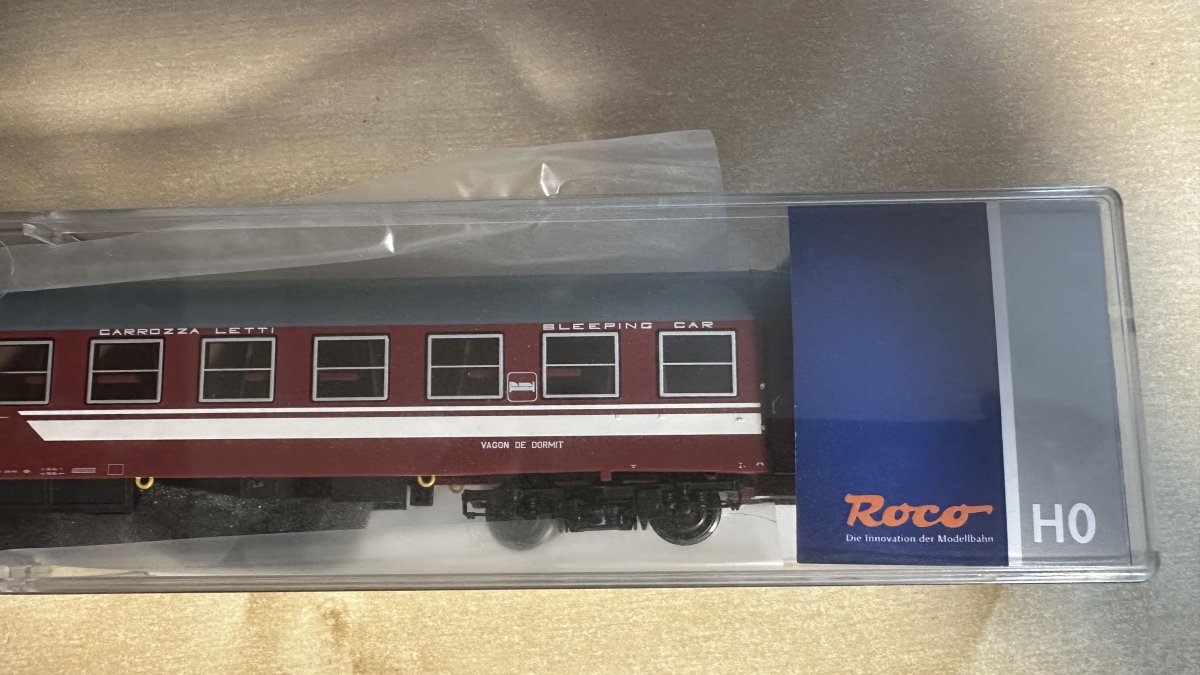 CARROZZA LETTI
SLEEPING CAR
VAGON DE DORMIT
Roco
Die Innovation der Modellbahn
H0